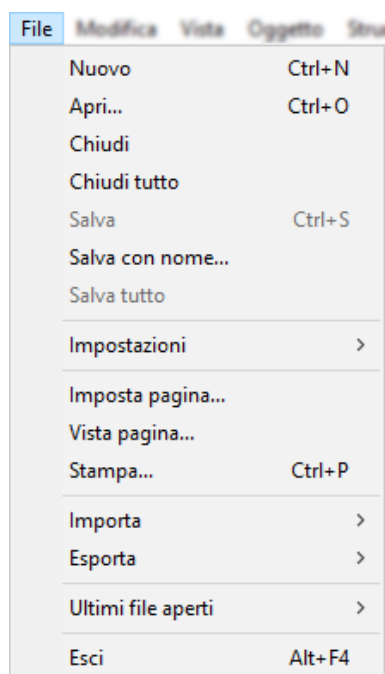 File Modifica Vista Oggetto
Nuovo Ctrl+N
Apri... Ctrl+O
Chiudi
Chiudi tutto
Salva Ctrl+S
Salva con nome...
Salva tutto
Impostazioni >
Imposta pagina...
Vista pagina...
Stampa... Ctrl+P
Importa >
Esporta >
Ultimi file aperti >
Esci Alt+F4